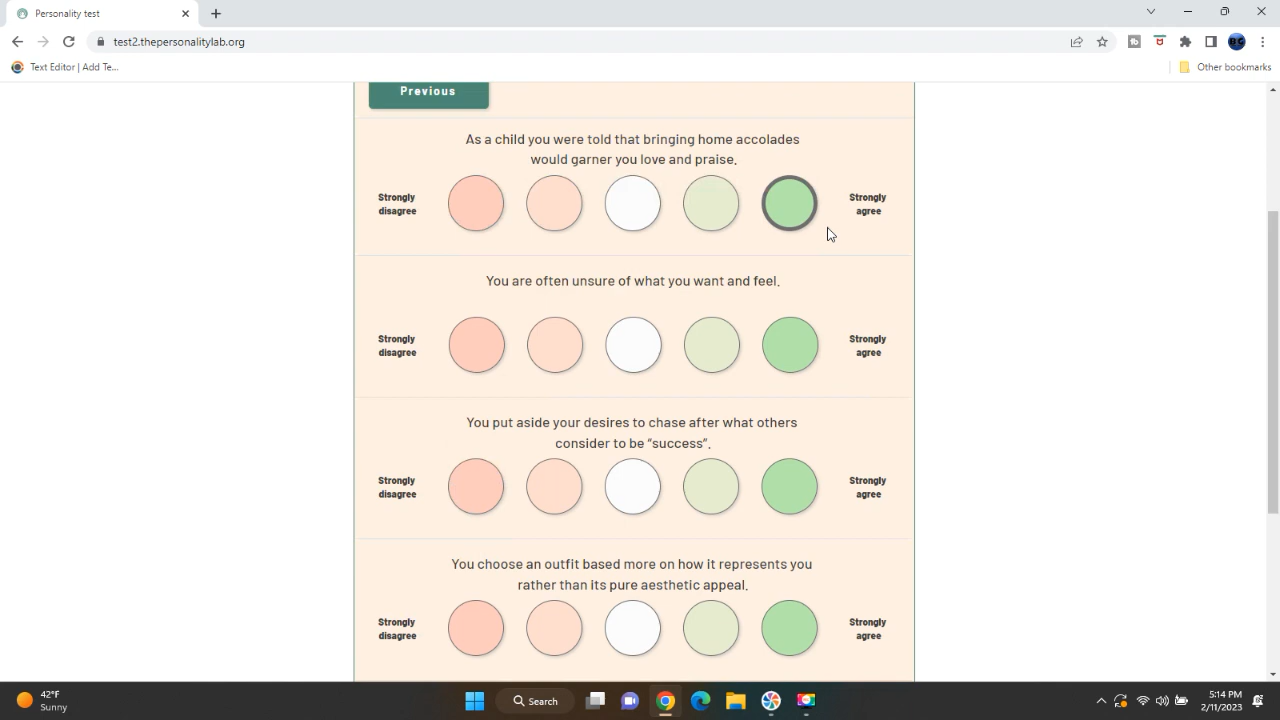 Personality test
test2.thepersonalitylab.org
Text Editor | Add Te...
Other bookmarks
Previous
As a child you were told that bringing home accolades
would garner you love and praise.
Strongly
disagree
Strongly
agree
You are often unsure of what you want and feel.
Strongly
disagree
Strongly
agree
You put aside your desires to chase after what others
consider to be “success”.
Strongly
disagree
Strongly
agree
You choose an outfit based more on how it represents you
rather than its pure aesthetic appeal.
Strongly
disagree
Strongly
agree
42°F
Sunny
Search
5:14 PM
2/11/2023